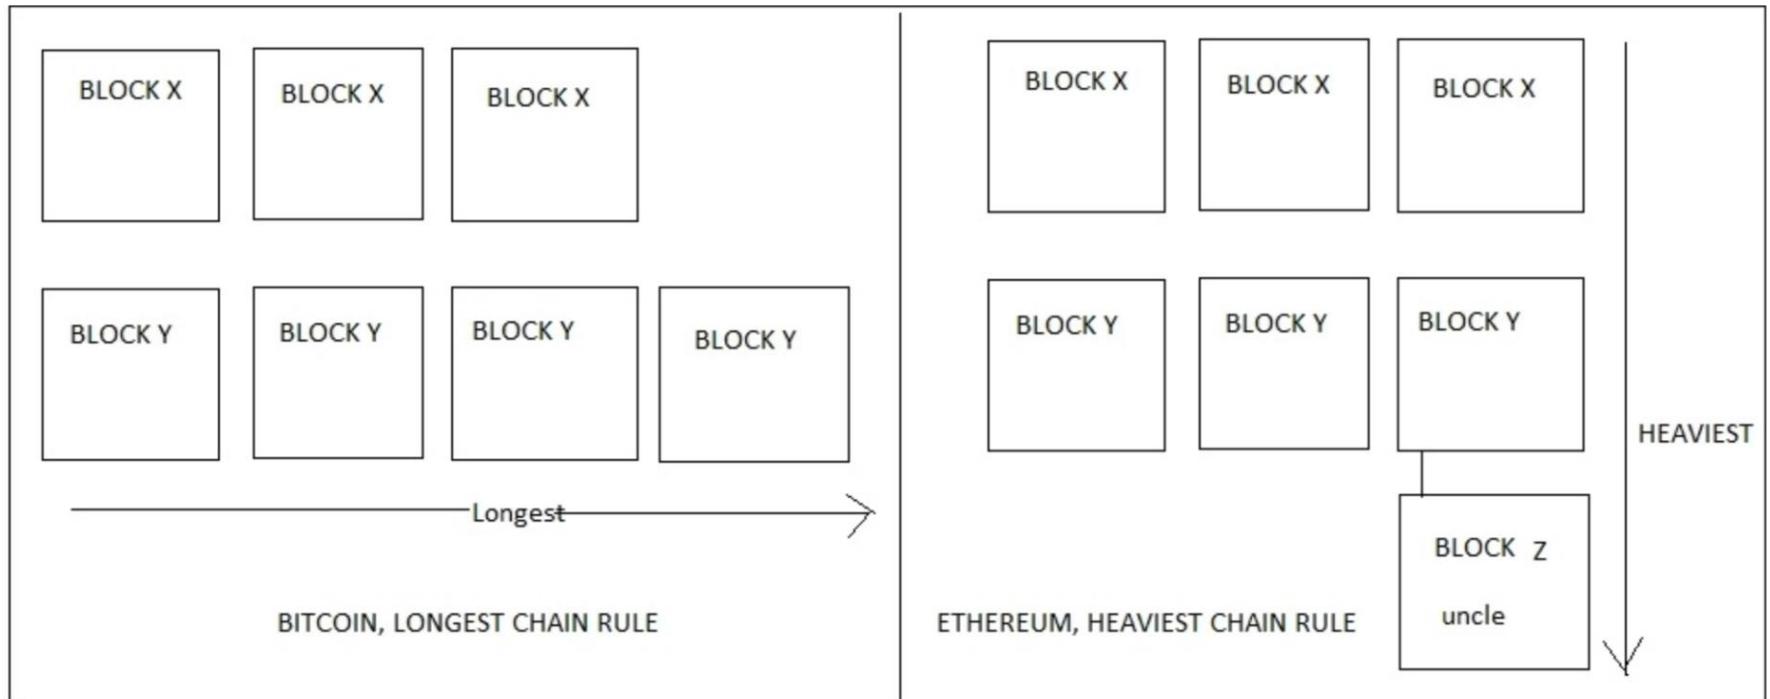 BLOCK X
BLOCK X
BLOCK X
BLOCK Y
BLOCK Y
BLOCK Y
BLOCK Y
Longest
BITCOIN, LONGEST CHAIN RULE
BLOCK X
BLOCK X
BLOCK X
BLOCK Y
BLOCK Y
BLOCK Y
HEAVIEST
BLOCK Z
uncle
ETHEREUM, HEAVIEST CHAIN RULE